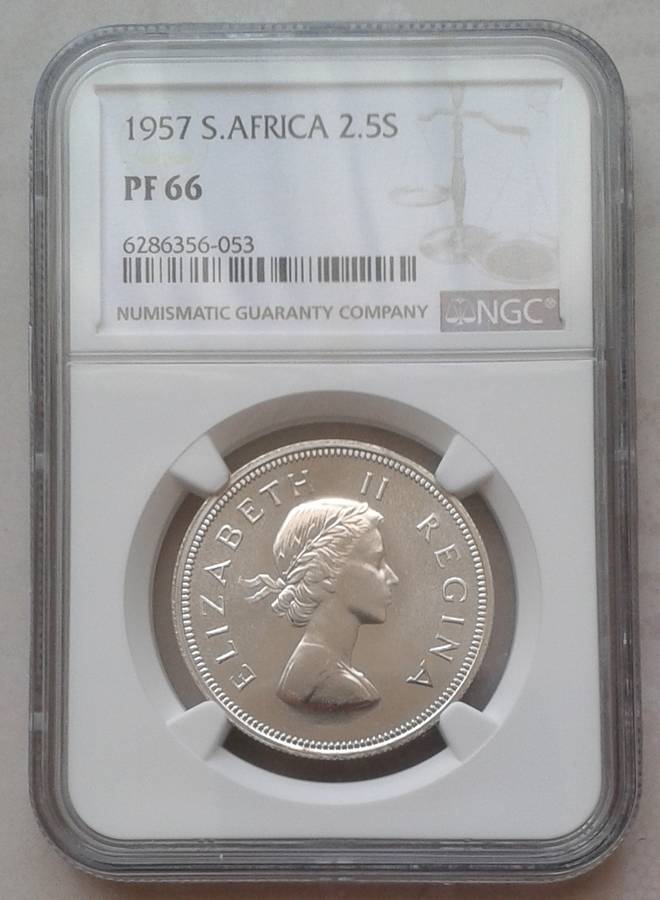 1957 S.AFRICA 2.5S
PF 66
6286356-053
NUMISMATIC GUARANTY COMPANY
NGC®
ELIZABETH II REGINA